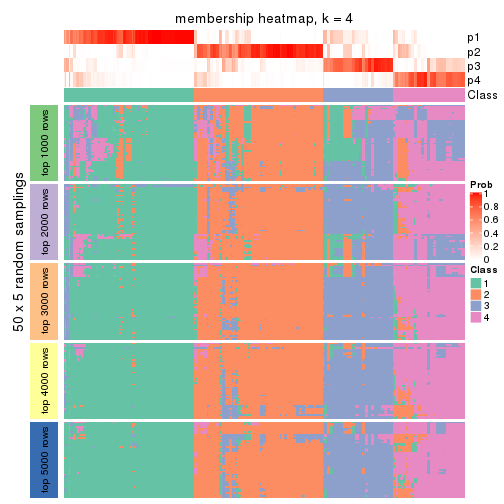 membership heatmap, k = 4
p1
p2
p3
p4
Class
50 x 5 random samplings
top 1000 rows
top 2000 rows
top 3000 rows
top 4000 rows
top 5000 rows
Prob
1
0.8
0.6
0.4
0.2
0
Class
1
2
3
4